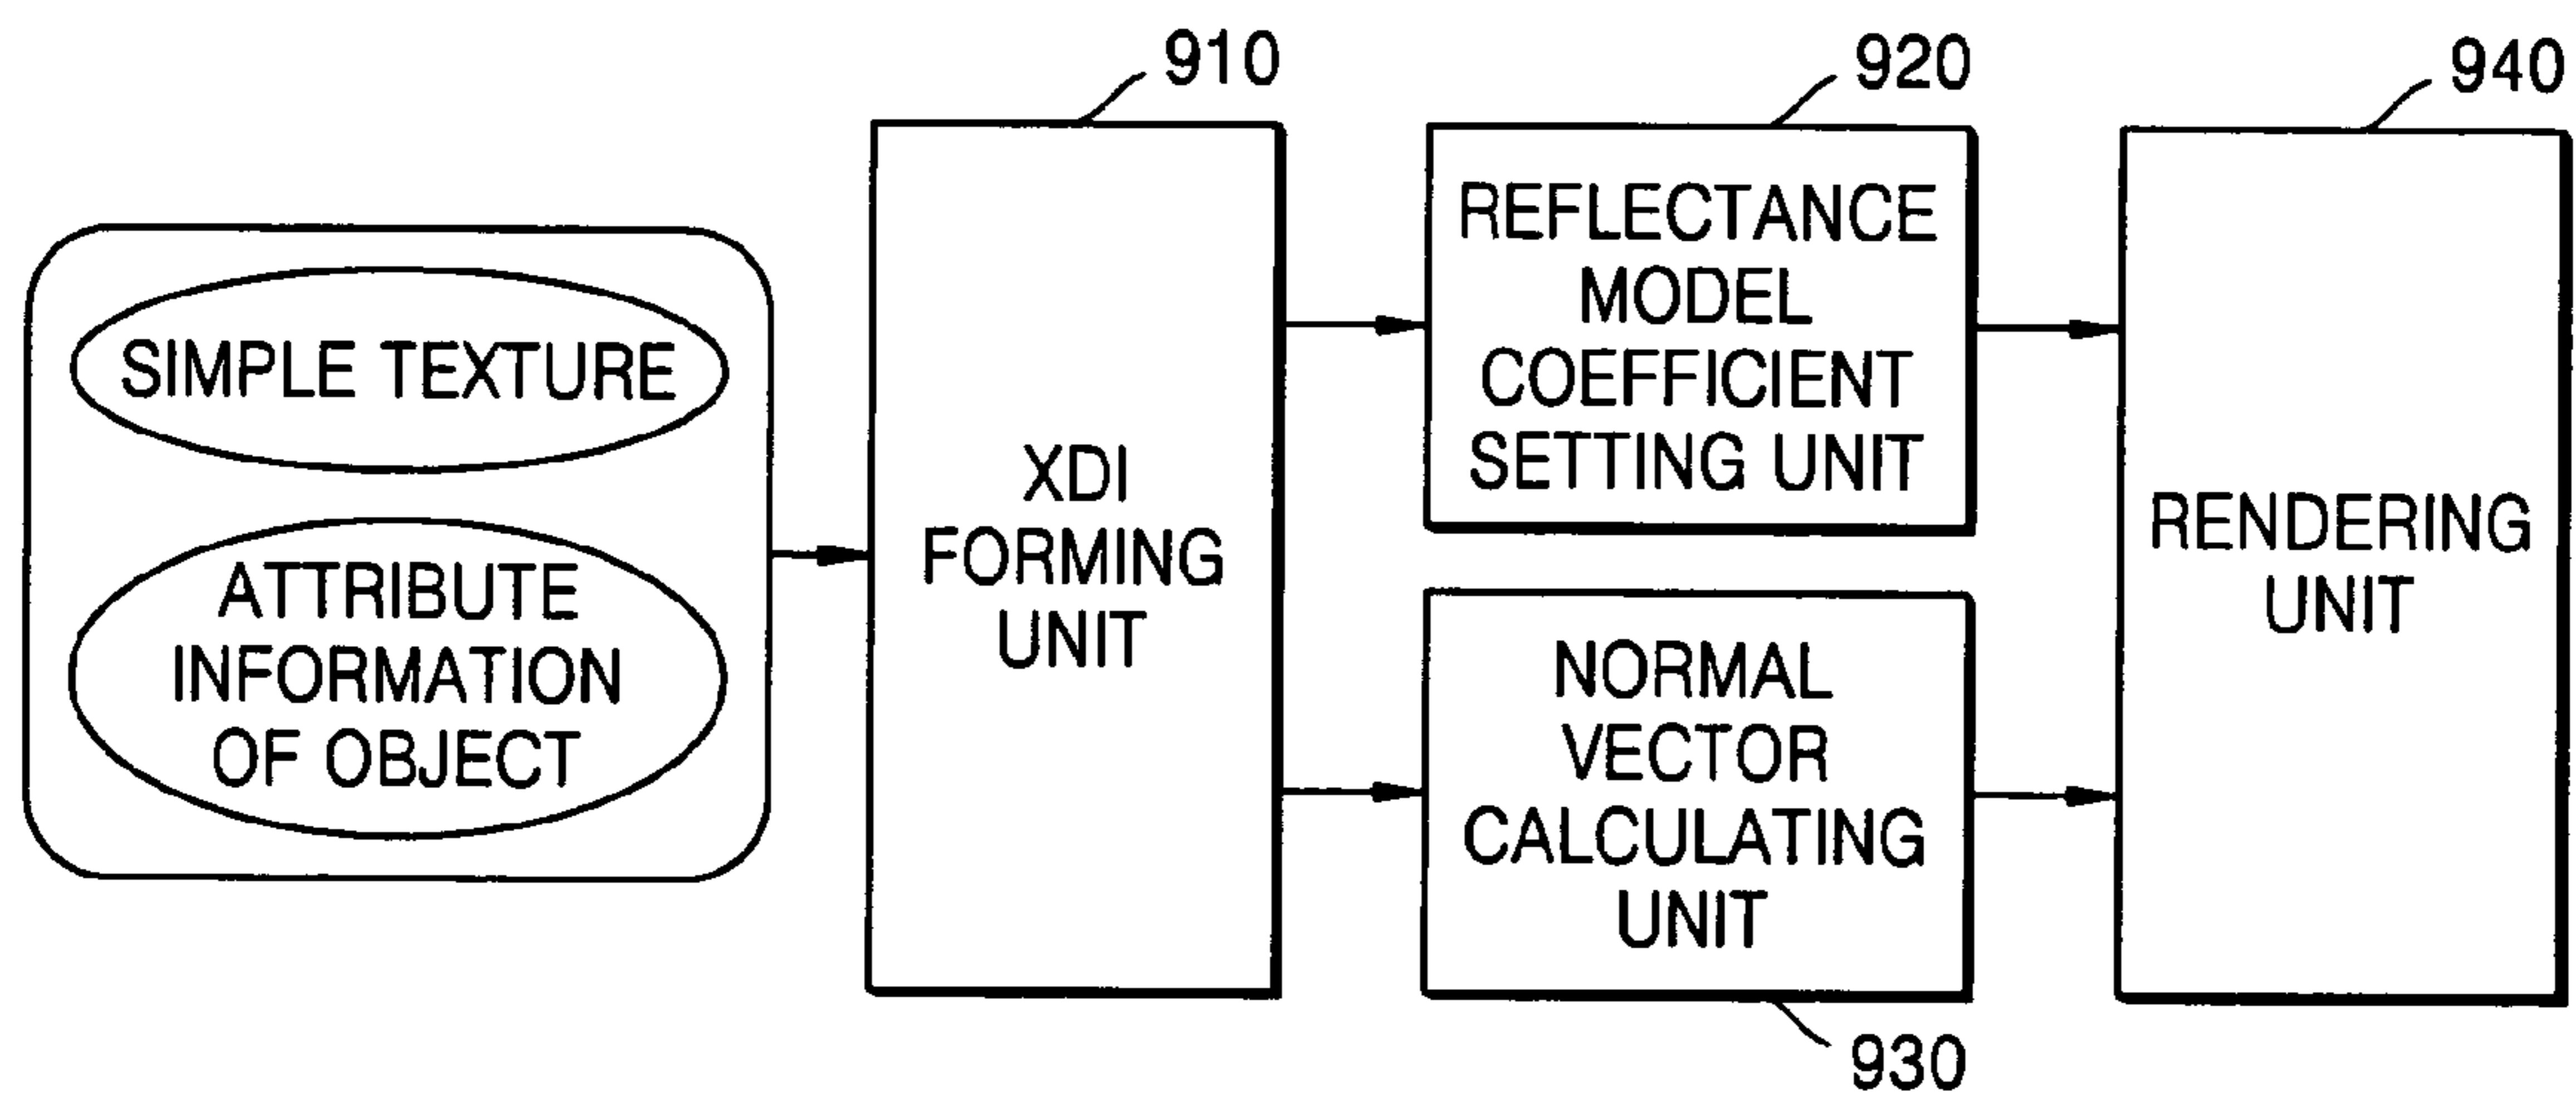 910
920
940
SIMPLE TEXTURE
ATTRIBUTE
INFORMATION
OF OBJECT
XDI
FORMING
UNIT
REFLECTANCE
MODEL
COEFFICIENT
SETTING UNIT
NORMAL
VECTOR
CALCULATING
UNIT
930
RENDERING
UNIT